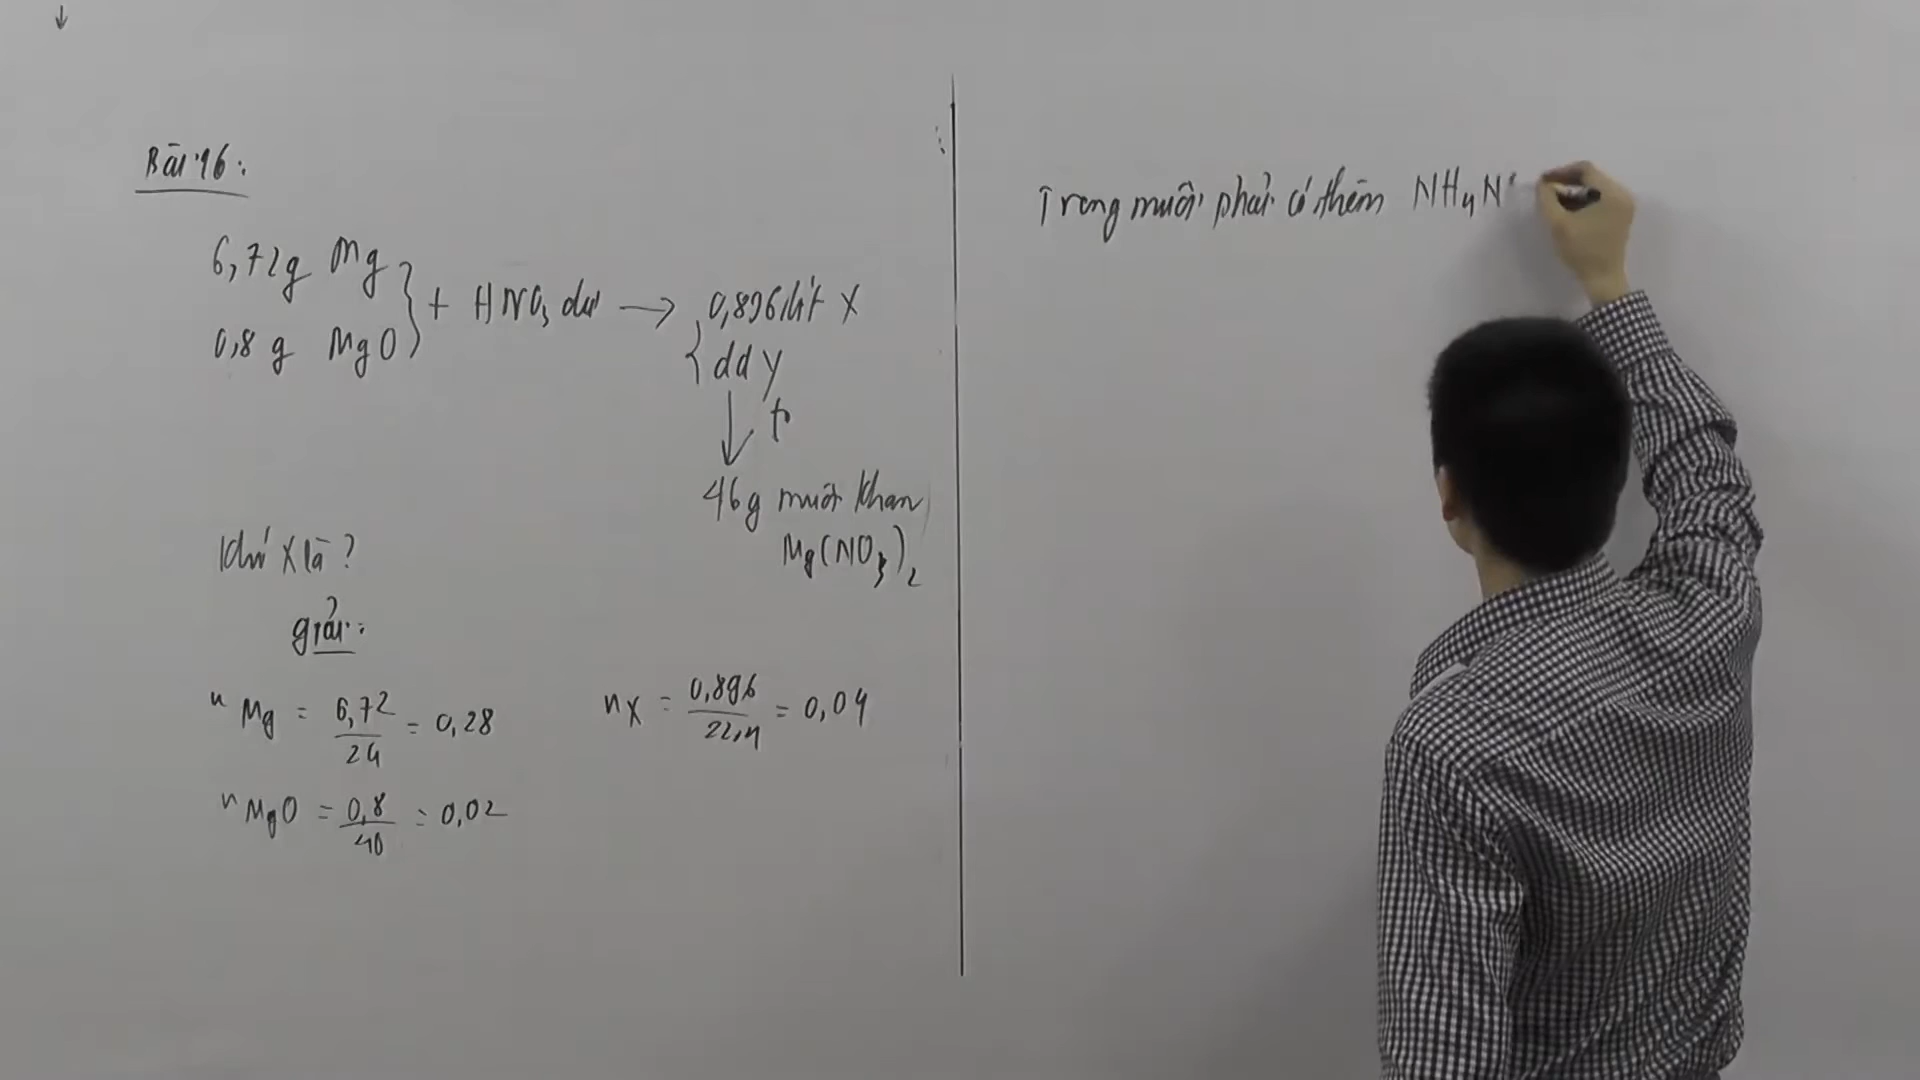 Bài 16:
6,72g Mg
0,8 g MgO
} + HNO3 dư → { 0,896 lít X
dd Y
↓ t°
46g muối khan
Mg(NO3)2
khí X là ?
giải:
nMg = 6,72/24 = 0,28
nX = 0,896/22,4 = 0,04
nMgO = 0,8/40 = 0,02
Trong muối phải có thêm NH4N